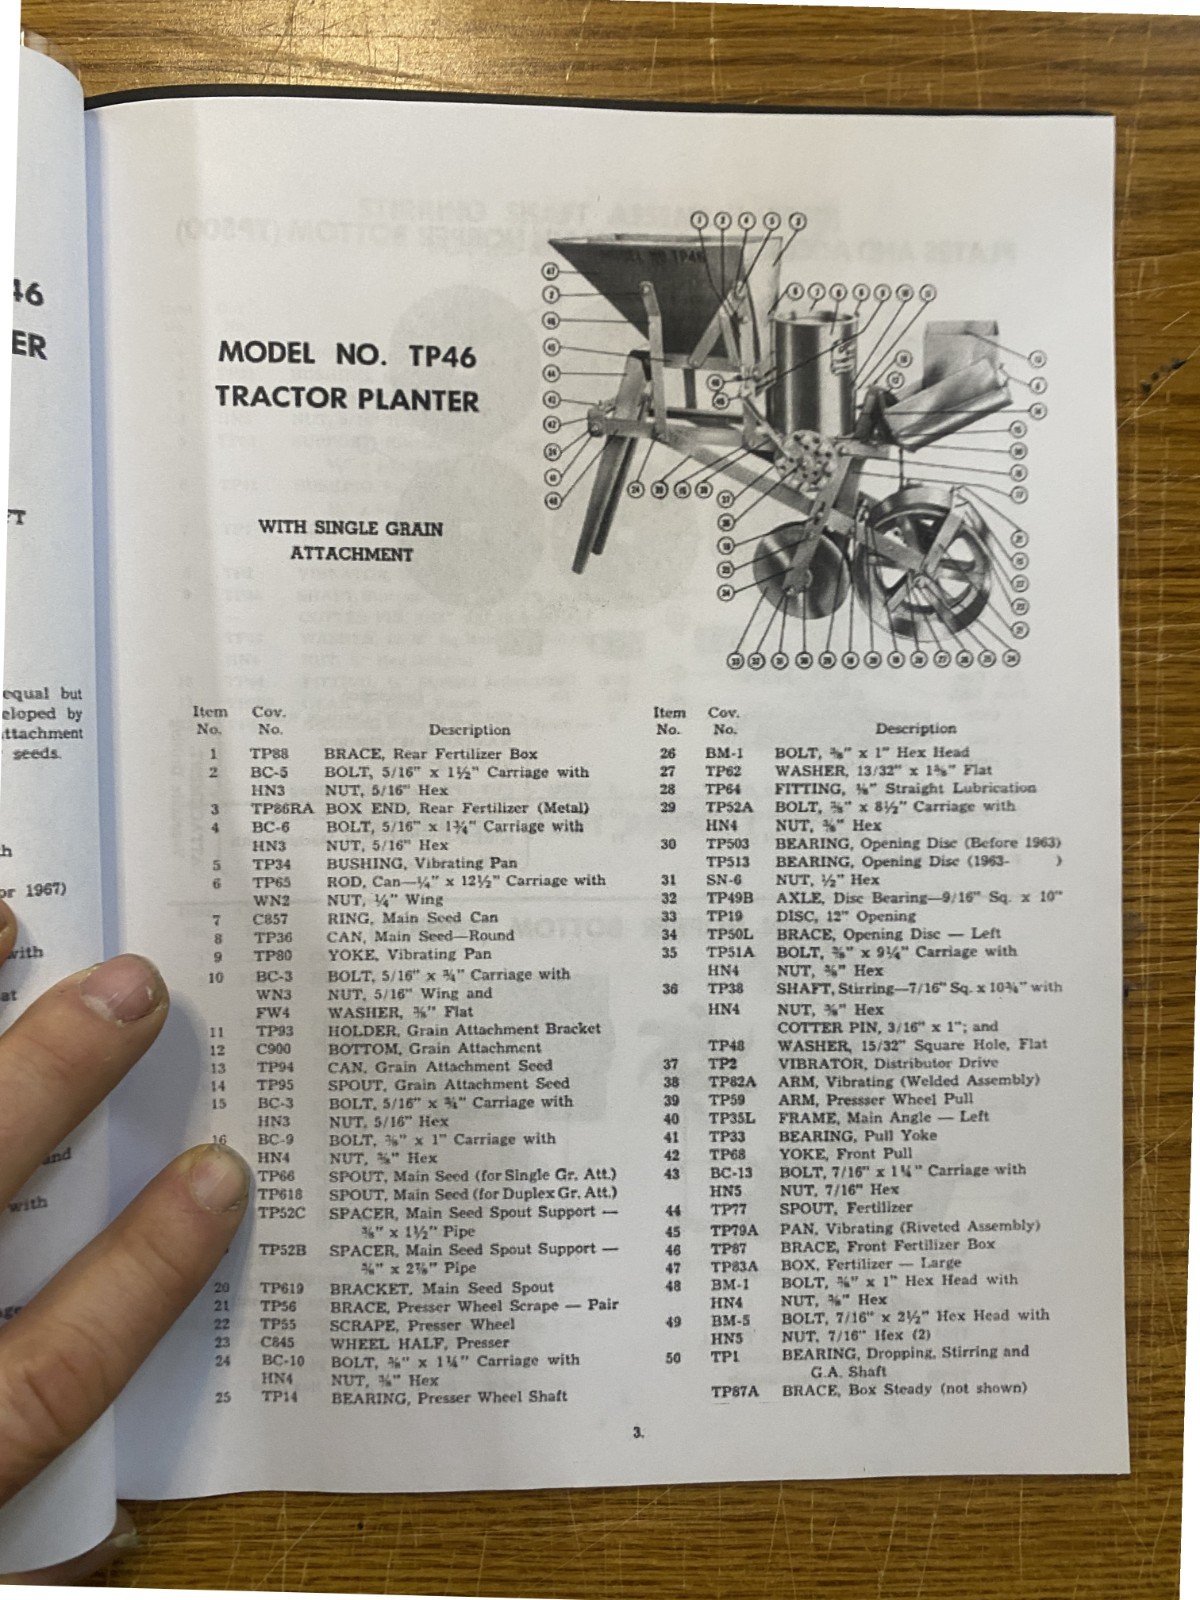 46
ER
FT
equal but
eloped by
ttachment
seeds.
h
or 1967)
with
at
and
with
MODEL NO. TP46
TRACTOR PLANTER
WITH SINGLE GRAIN
ATTACHMENT
Item Cov.
No. No. Description
1 TP88 BRACE, Rear Fertilizer Box
2 BC-5 BOLT, 5/16" x 1½" Carriage with
HN3 NUT, 5/16" Hex
3 TP86RA BOX END, Rear Fertilizer (Metal)
4 BC-6 BOLT, 5/16" x 1¾" Carriage with
HN3 NUT, 5/16" Hex
5 TP34 BUSHING, Vibrating Pan
6 TP65 ROD, Can—¼" x 12½" Carriage with
WN2 NUT, ¼" Wing
7 C857 RING, Main Seed Can
8 TP36 CAN, Main Seed—Round
9 TP80 YOKE, Vibrating Pan
10 BC-3 BOLT, 5/16" x ¾" Carriage with
WN3 NUT, 5/16" Wing and
FW4 WASHER, ⅜" Flat
11 TP93 HOLDER, Grain Attachment Bracket
12 C900 BOTTOM, Grain Attachment
13 TP94 CAN, Grain Attachment Seed
14 TP95 SPOUT, Grain Attachment Seed
15 BC-3 BOLT, 5/16" x ¾" Carriage with
HN3 NUT, 5/16" Hex
16 BC-9 BOLT, ⅜" x 1" Carriage with
HN4 NUT, ⅜" Hex
TP66 SPOUT, Main Seed (for Single Gr. Att.)
TP618 SPOUT, Main Seed (for Duplex Gr. Att.)
TP52C SPACER, Main Seed Spout Support —
⅜" x 1½" Pipe
TP52B SPACER, Main Seed Spout Support —
⅜" x 2⅞" Pipe
20 TP619 BRACKET, Main Seed Spout
21 TP56 BRACE, Presser Wheel Scrape — Pair
22 TP55 SCRAPE, Presser Wheel
23 C845 WHEEL HALF, Presser
24 BC-10 BOLT, ⅜" x 1¼" Carriage with
HN4 NUT, ⅜" Hex
25 TP14 BEARING, Presser Wheel Shaft
Item Cov.
No. No. Description
26 BM-1 BOLT, ⅜" x 1" Hex Head
27 TP62 WASHER, 13/32" x 1⅜" Flat
28 TP64 FITTING, ⅛" Straight Lubrication
29 TP52A BOLT, ⅜" x 8½" Carriage with
HN4 NUT, ⅜" Hex
30 TP503 BEARING, Opening Disc (Before 1963)
TP513 BEARING, Opening Disc (1963- )
31 SN-6 NUT, ½" Hex
32 TP49B AXLE, Disc Bearing—9/16" Sq. x 10"
33 TP19 DISC, 12" Opening
34 TP50L BRACE, Opening Disc — Left
35 TP51A BOLT, ⅜" x 9¼" Carriage with
HN4 NUT, ⅜" Hex
36 TP38 SHAFT, Stirring—7/16" Sq. x 10¾" with
HN4 NUT, ⅜" Hex
COTTER PIN, 3/16" x 1"; and
TP48 WASHER, 15/32" Square Hole, Flat
37 TP2 VIBRATOR, Distributor Drive
38 TP82A ARM, Vibrating (Welded Assembly)
39 TP59 ARM, Pressser Wheel Pull
40 TP35L FRAME, Main Angle — Left
41 TP33 BEARING, Pull Yoke
42 TP68 YOKE, Front Pull
43 BC-13 BOLT, 7/16" x 1¼" Carriage with
HN5 NUT, 7/16" Hex
44 TP77 SPOUT, Fertilizer
45 TP79A PAN, Vibrating (Riveted Assembly)
46 TP87 BRACE, Front Fertilizer Box
47 TP83A BOX, Fertilizer — Large
48 BM-1 BOLT, ⅜" x 1" Hex Head with
HN4 NUT, ⅜" Hex
49 BM-5 BOLT, 7/16" x 2½" Hex Head with
HN5 NUT, 7/16" Hex (2)
50 TP1 BEARING, Dropping, Stirring and
G.A. Shaft
TP87A BRACE, Box Steady (not shown)
3.